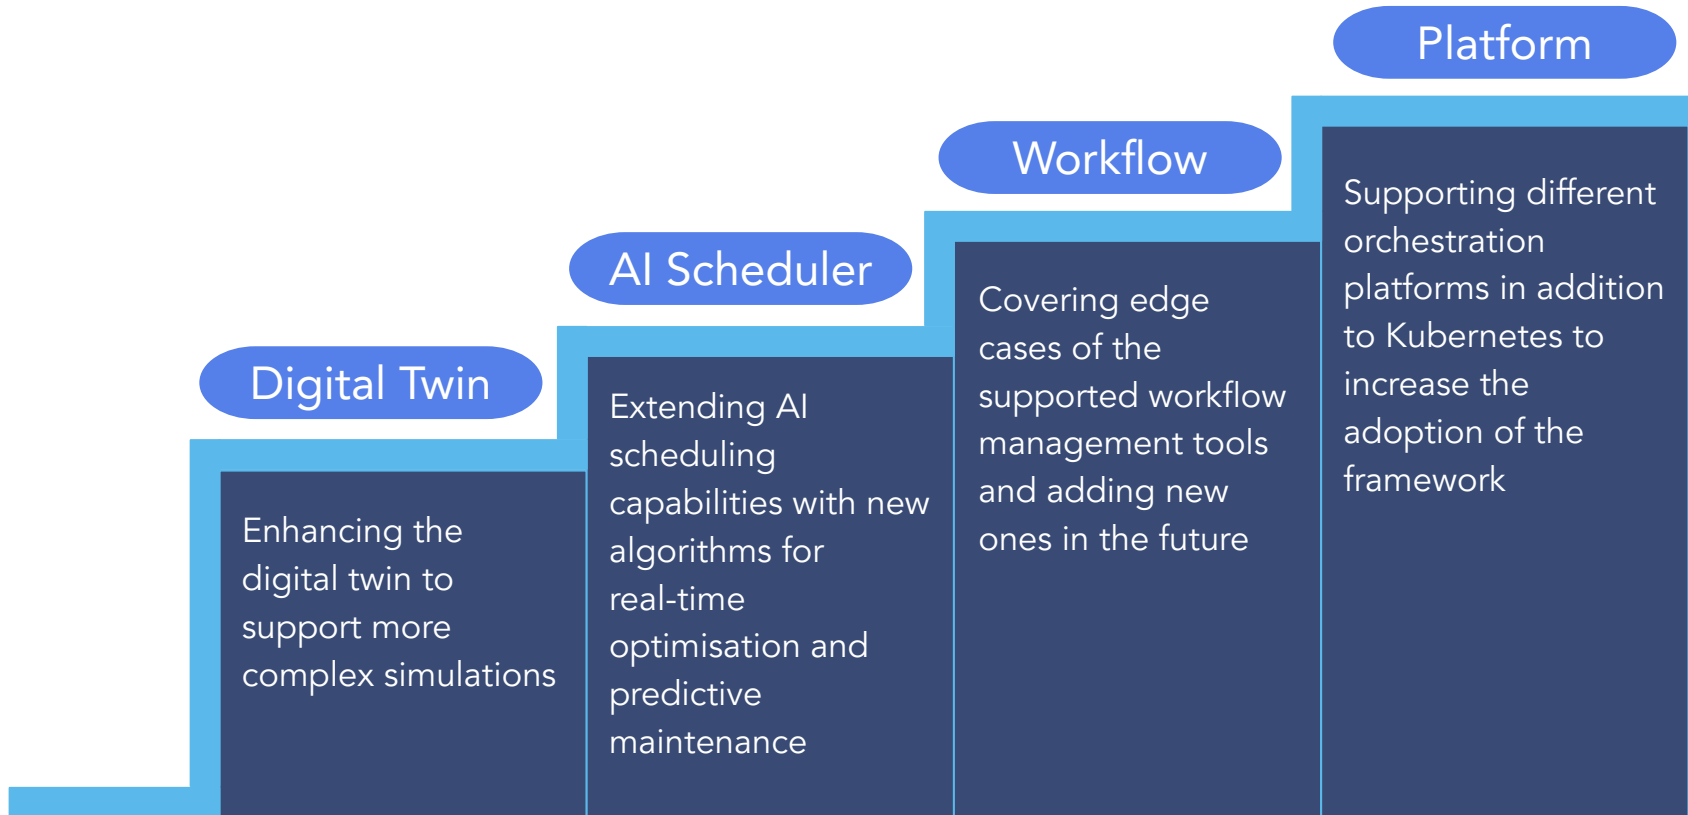 Digital Twin
Enhancing the
digital twin to
support more
complex simulations
AI Scheduler
Extending AI
scheduling
capabilities with new
algorithms for
real-time
optimisation and
predictive
maintenance
Workflow
Covering edge
cases of the
supported workflow
management tools
and adding new
ones in the future
Platform
Supporting different
orchestration
platforms in addition
to Kubernetes to
increase the
adoption of the
framework